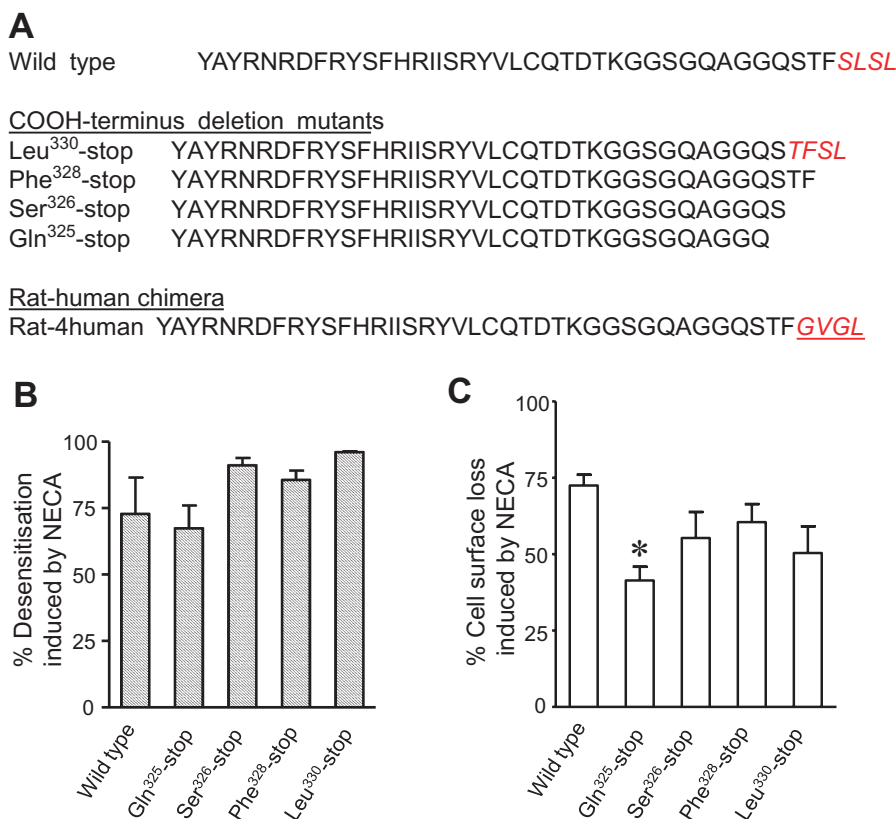 A
Wild type YAYRNRDFRYSFHRIISRYVLCQTDTKGGSGQAGGQSTFSLSL
COOH-terminus deletion mutants
Leu330-stop YAYRNRDFRYSFHRIISRYVLCQTDTKGGSGQAGGQSTFSL
Phe328-stop YAYRNRDFRYSFHRIISRYVLCQTDTKGGSGQAGGQSTF
Ser326-stop YAYRNRDFRYSFHRIISRYVLCQTDTKGGSGQAGGQS
Gln325-stop YAYRNRDFRYSFHRIISRYVLCQTDTKGGSGQAGGQ
Rat-human chimera
Rat-4human YAYRNRDFRYSFHRIISRYVLCQTDTKGGSGQAGGQSTFGVGL
B
% Desensitisation
induced by NECA
100
75
50
25
0
Wild type
Gln325-stop
Ser326-stop
Phe328-stop
Leu330-stop
C
% Cell surface loss
induced by NECA
100
75
50
25
0
*
Wild type
Gln325-stop
Ser326-stop
Phe328-stop
Leu330-stop